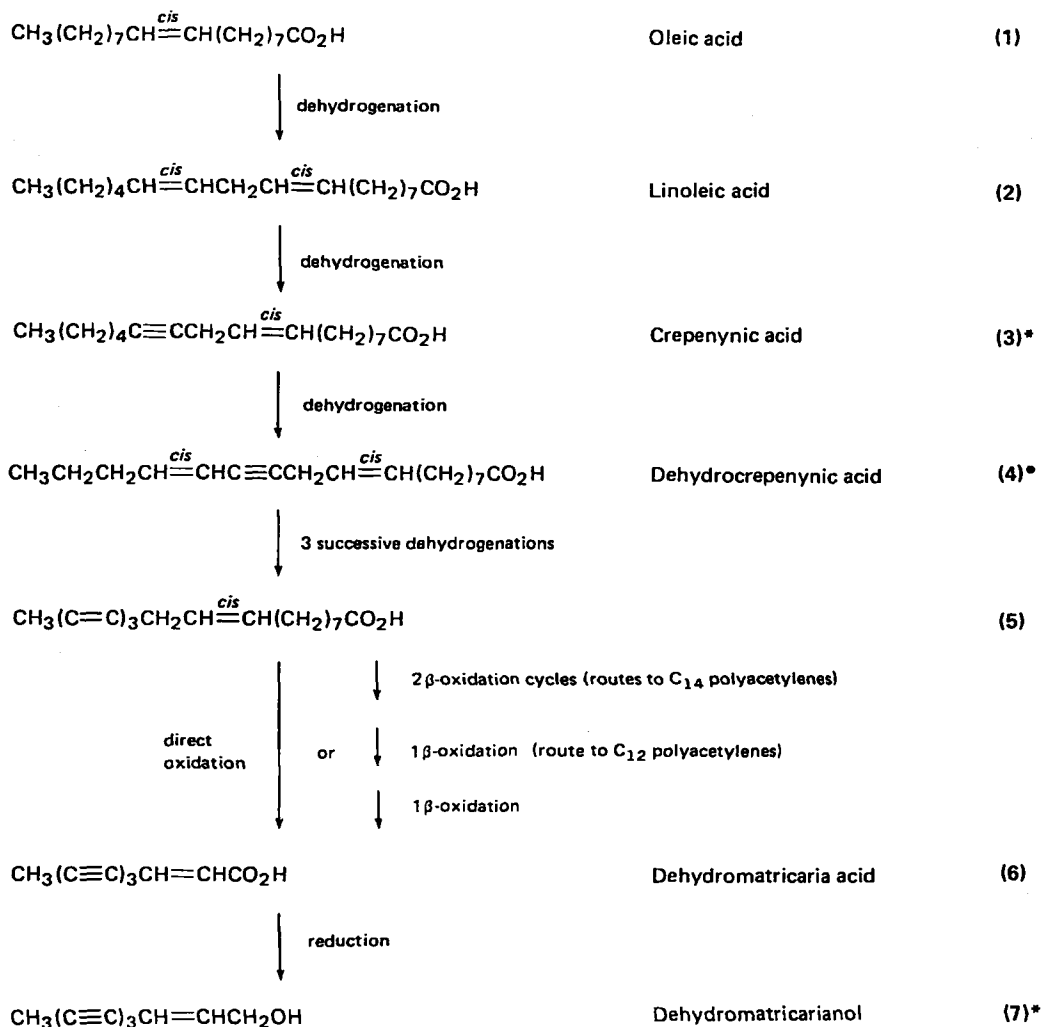 cis
CH₃(CH₂)₇CH=CH(CH₂)₇CO₂H Oleic acid (1)
dehydrogenation
cis cis
CH₃(CH₂)₄CH=CHCH₂CH=CH(CH₂)₇CO₂H Linoleic acid (2)
dehydrogenation
cis
CH₃(CH₂)₄C≡CCH₂CH=CH(CH₂)₇CO₂H Crepenynic acid (3)*
dehydrogenation
cis cis
CH₃CH₂CH₂CH=CHC≡CCH₂CH=CH(CH₂)₇CO₂H Dehydrocrepenynic acid (4)•
3 successive dehydrogenations
cis
CH₃(C=C)₃CH₂CH=CH(CH₂)₇CO₂H (5)
2β-oxidation cycles (routes to C₁₄ polyacetylenes)
direct oxidation or 1β-oxidation (route to C₁₂ polyacetylenes)
1β-oxidation
CH₃(C≡C)₃CH=CHCO₂H Dehydromatricaria acid (6)
reduction
CH₃(C≡C)₃CH=CHCH₂OH Dehydromatricarianol (7)*